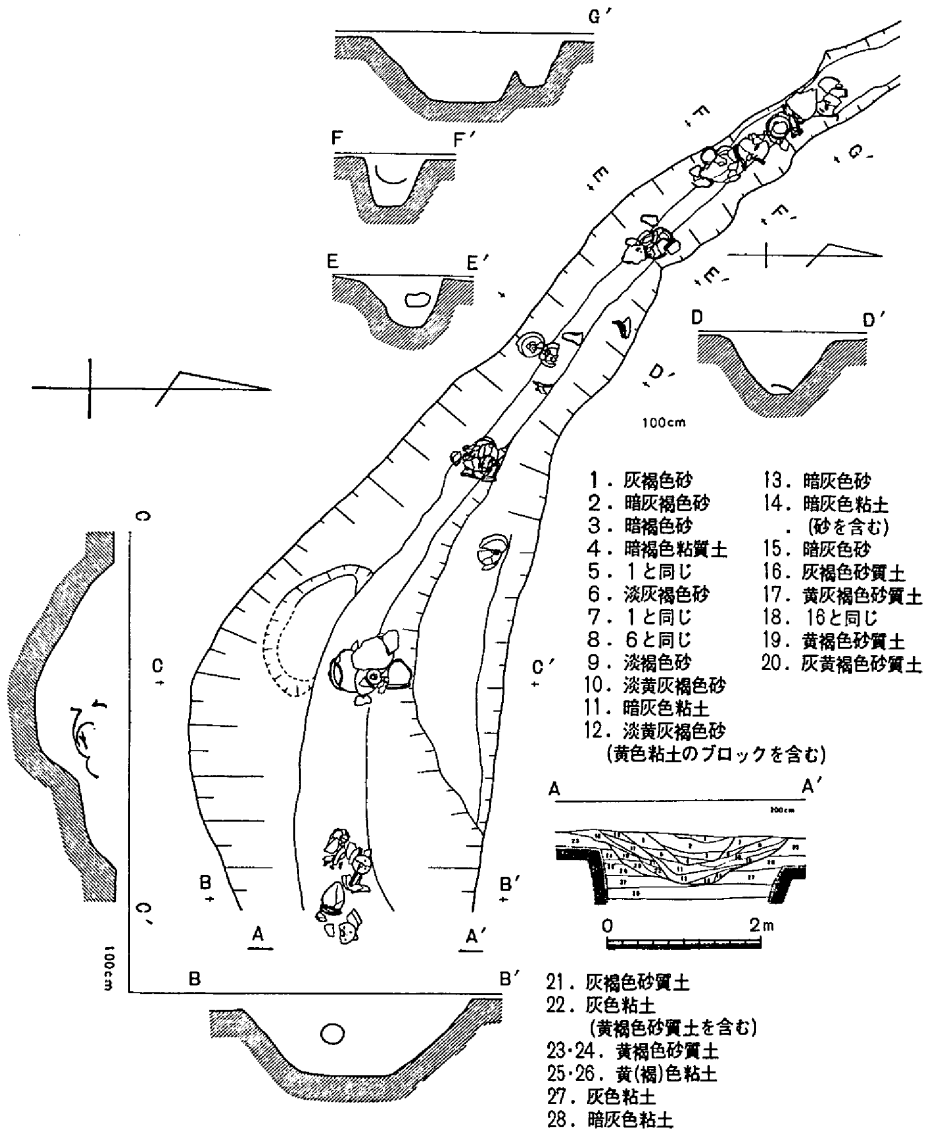 G′
F F′
E E′
F
E
G′
F′
E′
D D′
D′
100cm
C
C
C′
C′
100cm
1. 灰褐色砂
2. 暗灰褐色砂
3. 暗褐色砂
4. 暗褐色粘質土
5. 1と同じ
6. 淡灰褐色砂
7. 1と同じ
8. 6と同じ
9. 淡褐色砂
10. 淡黄灰褐色砂
11. 暗灰色粘土
12. 淡黄灰褐色砂
(黄色粘土のブロックを含む)
13. 暗灰色砂
14. 暗灰色粘土
(砂を含む)
15. 暗灰色砂
16. 灰褐色砂質土
17. 黄灰褐色砂質土
18. 16と同じ
19. 黄褐色砂質土
20. 灰黄褐色砂質土
A A′
100cm
0 2m
B B′
A A′
B B′
21. 灰褐色砂質土
22. 灰色粘土
(黄褐色砂質土を含む)
23·24. 黄褐色砂質土
25·26. 黄(褐)色粘土
27. 灰色粘土
28. 暗灰色粘土